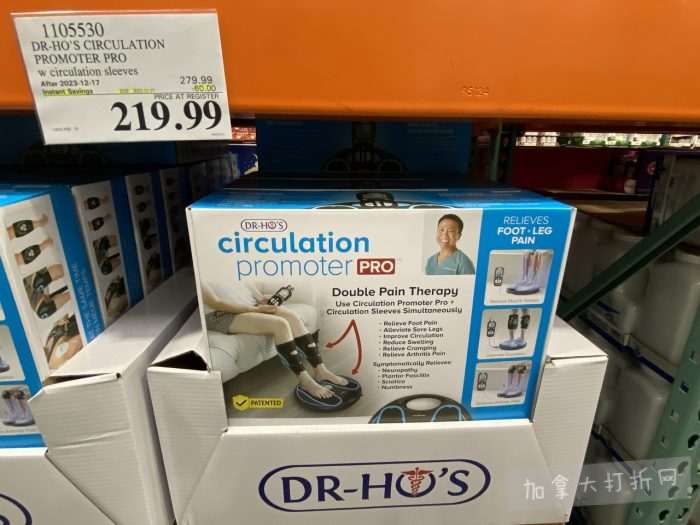 1105530
DR-HO'S CIRCULATION
PROMOTER PRO
w circulation sleeves
After 2023-12-17
279.99
Instant Savings
-60.00
PRICE AT REGISTER
219.99
DR-HO'S
circulation
promoter PRO
Double Pain Therapy
Use Circulation Promoter Pro +
Circulation Sleeves Simultaneously
• Relieve Foot Pain
• Alleviate Sore Legs
• Improve Circulation
• Reduce Swelling
• Relieve Cramping
• Relieve Arthritis Pain
Symptomatically Relieves:
• Neuropathy
• Plantar Fasciitis
• Sciatica
• Numbness
PATENTED
RELIEVES
FOOT • LEG
PAIN
DR-HO'S
加拿大打折网